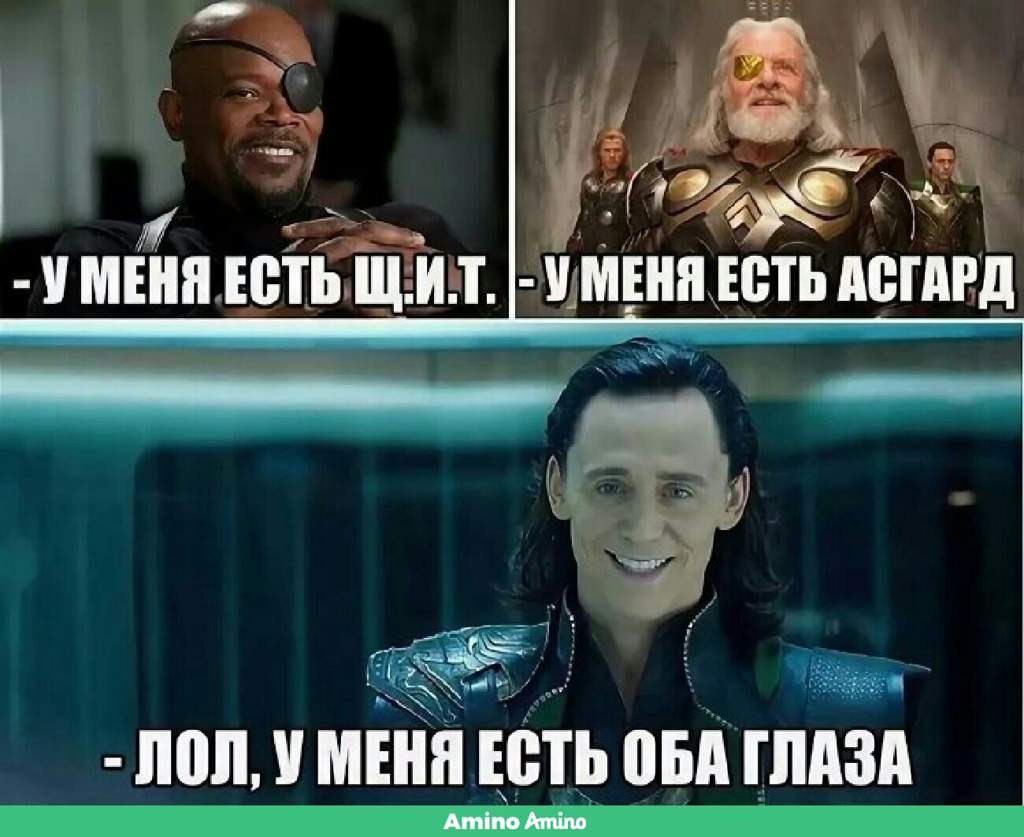 - У МЕНЯ ЕСТЬ Щ.И.Т.
- У МЕНЯ ЕСТЬ АСГАРД
- ЛОЛ, У МЕНЯ ЕСТЬ ОБА ГЛАЗА
Amino Amino